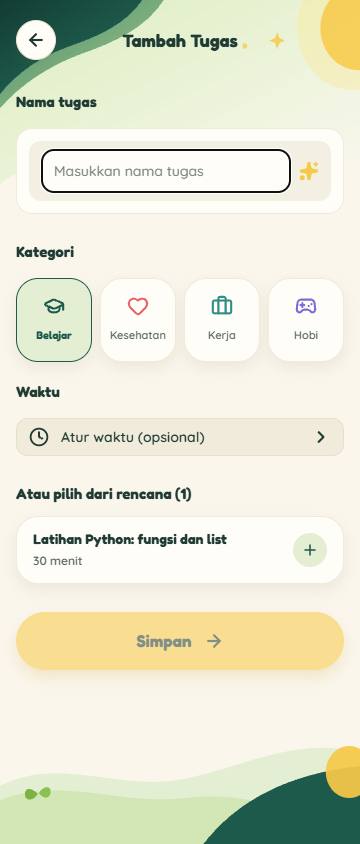 Tambah Tugas
Nama tugas
Masukkan nama tugas
Kategori
Belajar
Kesehatan
Kerja
Hobi
Waktu
Atur waktu (opsional)
Atau pilih dari rencana (1)
Latihan Python: fungsi dan list
30 menit
Simpan